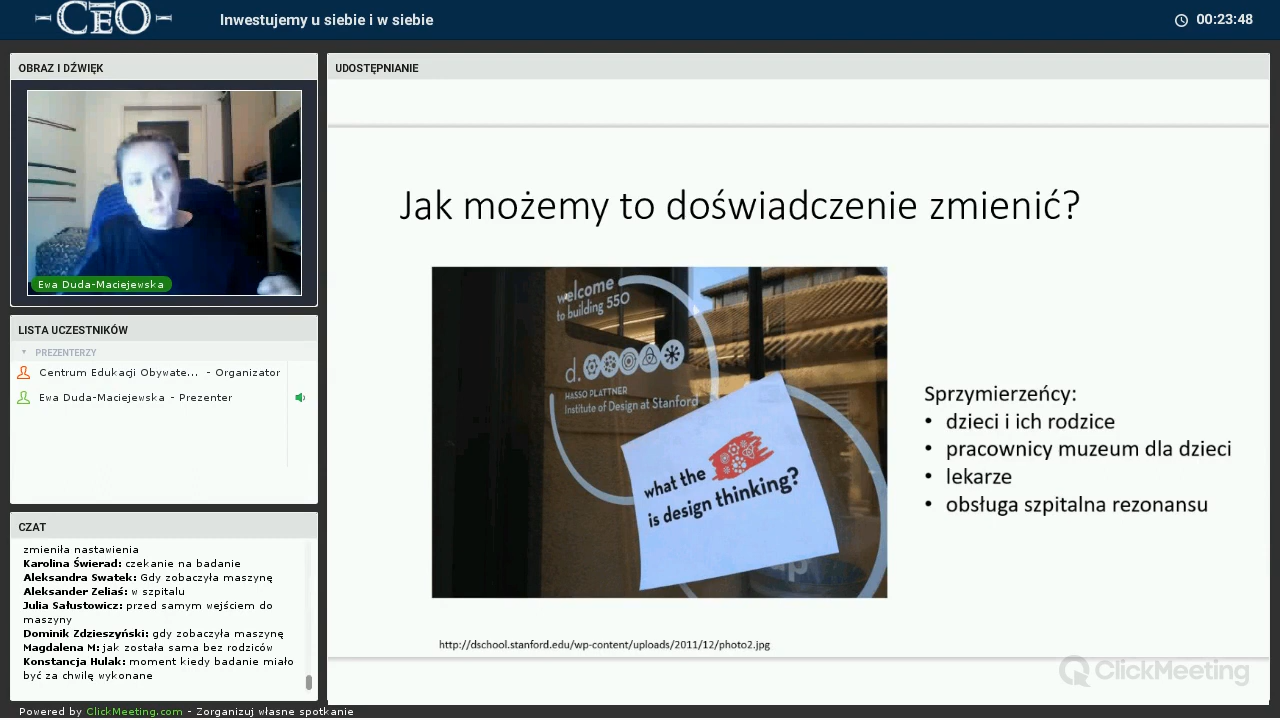 CEO
Inwestujemy u siebie i w siebie
00:23:48
OBRAZ I DŹWIĘK
Ewa Duda-Maciejewska
LISTA UCZESTNIKÓW
PREZENTERZY
Centrum Edukacji Obywate... - Organizator
Ewa Duda-Maciejewska - Prezenter
CZAT
zmieniła nastawienia
Karolina Świerad: czekanie na badanie
Aleksandra Swatek: Gdy zobaczyła maszynę
Aleksander Zeliaś: w szpitalu
Julia Sałustowicz: przed samym wejściem do
maszyny
Dominik Zdzieszyński: gdy zobaczyła maszynę
Magdalena M: jak została sama bez rodziców
Konstancja Hulak: moment kiedy badanie miało
być za chwilę wykonane
Powered by ClickMeeting.com - Zorganizuj własne spotkanie
UDOSTĘPNIANIE
Jak możemy to doświadczenie zmienić?
welcome
to building 550
d.
HASSO PLATTNER
Institute of Design at Stanford
what the
is design thinking?
up
Sprzymierzeńcy:
• dzieci i ich rodzice
• pracownicy muzeum dla dzieci
• lekarze
• obsługa szpitalna rezonansu
http://dschool.stanford.edu/wp-content/uploads/2011/12/photo2.jpg
ClickMeeting